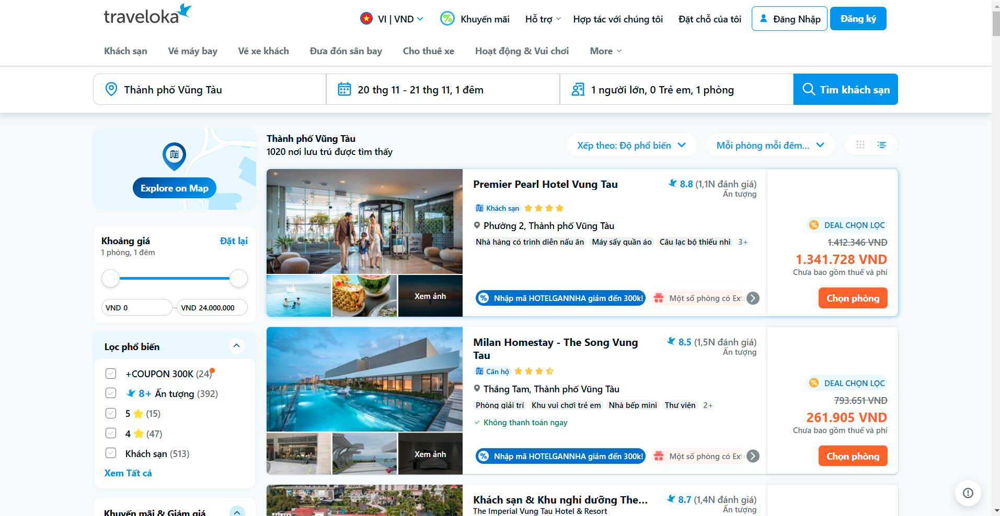 traveloka
VI | VND
Khuyến mãi
Hỗ trợ
Hợp tác với chúng tôi
Đặt chỗ của tôi
Đăng Nhập
Đăng ký
Khách sạn
Vé máy bay
Vé xe khách
Đưa đón sân bay
Cho thuê xe
Hoạt động & Vui chơi
More
Thành phố Vũng Tàu
20 thg 11 - 21 thg 11, 1 đêm
1 người lớn, 0 Trẻ em, 1 phòng
Tìm khách sạn
Explore on Map
Khoảng giá
Đặt lại
1 phòng, 1 đêm
VND 0
VND 24.000.000
Lọc phổ biến
+COUPON 300K (24)
8+ Ấn tượng (392)
5 (15)
4 (47)
Khách sạn (513)
Xem Tất cả
Khuyến mãi & Giảm giá
Thành phố Vũng Tàu
1020 nơi lưu trú được tìm thấy
Xếp theo: Độ phổ biến
Mỗi phòng mỗi đêm...
Premier Pearl Hotel Vung Tau
8.8 (1,1N đánh giá)
Ấn tượng
Khách sạn
Phường 2, Thành phố Vũng Tàu
Nhà hàng có trình diễn nấu ăn
Máy sấy quần áo
Câu lạc bộ thiếu nhi
3+
Xem ảnh
Nhập mã HOTELGANNHA giảm đến 300k!
Một số phòng có Ext
DEAL CHỌN LỌC
1.412.346 VND
1.341.728 VND
Chưa bao gồm thuế và phí
Chọn phòng
Milan Homestay - The Song Vung
Tau
8.5 (1,5N đánh giá)
Ấn tượng
Căn hộ
Thắng Tam, Thành phố Vũng Tàu
Phòng giải trí
Khu vui chơi trẻ em
Nhà bếp mini
Thư viện
2+
Không thanh toán ngay
Xem ảnh
Nhập mã HOTELGANNHA giảm đến 300k!
Một số phòng có Ext
DEAL CHỌN LỌC
793.651 VND
261.905 VND
Chưa bao gồm thuế và phí
Chọn phòng
Khách sạn & Khu nghỉ dưỡng The...
The Imperial Vung Tau Hotel & Resort
8.7 (1,4N đánh giá)
Ấn tượng